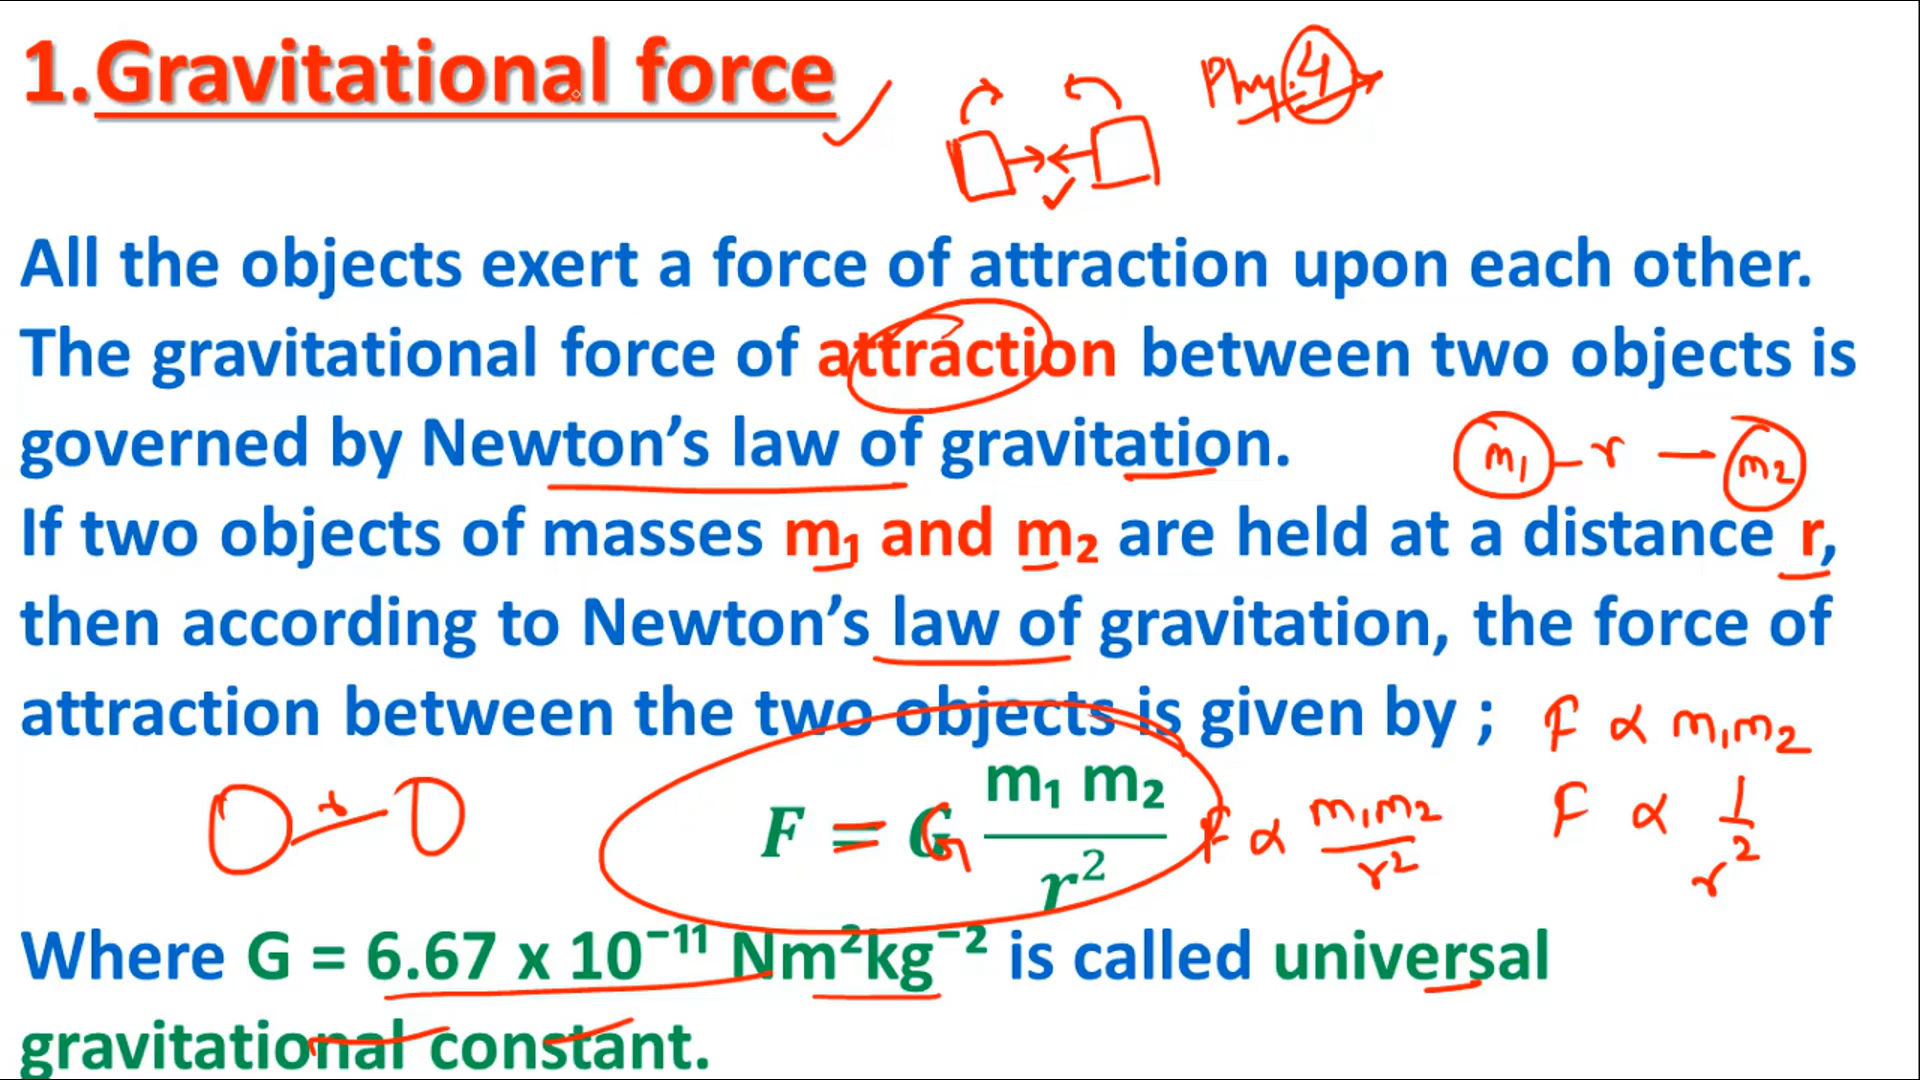 1.Gravitational force
Phy.4
All the objects exert a force of attraction upon each other.
The gravitational force of attraction between two objects is
governed by Newton's law of gravitation.
m₁ – r – m₂
If two objects of masses m₁ and m₂ are held at a distance r,
then according to Newton's law of gravitation, the force of
attraction between the two objects is given by ;
F ∝ m₁m₂
F = G m₁ m₂ / r²
F ∝ m₁m₂ / r²
F ∝ 1 / r²
Where G = 6.67 x 10⁻¹¹ Nm²kg⁻² is called universal
gravitational constant.